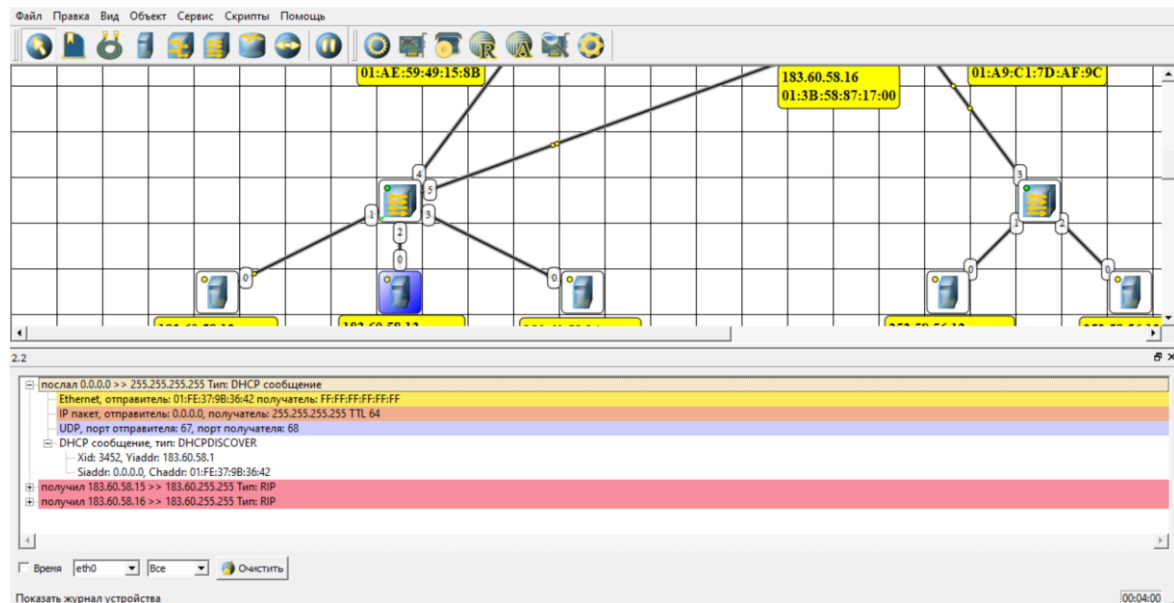 Файл Правка Вид Объект Сервис Скрипты Помощь
01:AE:59:49:15:8B
183.60.58.16
01:3B:58:87:17:00
01:A9:C1:7D:AF:9C
4
5
3
1
3
2
1
2
0
0
0
0
0
2.2
послал 0.0.0.0 >> 255.255.255.255 Тип: DHCP сообщение
Ethernet, отправитель: 01:FE:37:9B:36:42 получатель: FF:FF:FF:FF:FF:FF
IP пакет, отправитель: 0.0.0.0, получатель: 255.255.255.255 TTL 64
UDP, порт отправителя: 67, порт получателя: 68
DHCP сообщение, тип: DHCPDISCOVER
Xid: 3452, Yiaddr: 183.60.58.1
Siaddr: 0.0.0.0, Chaddr: 01:FE:37:9B:36:42
получил 183.60.58.15 >> 183.60.255.255 Тип: RIP
получил 183.60.58.16 >> 183.60.255.255 Тип: RIP
Время eth0 Все Очистить
Показать журнал устройства 00:04:00